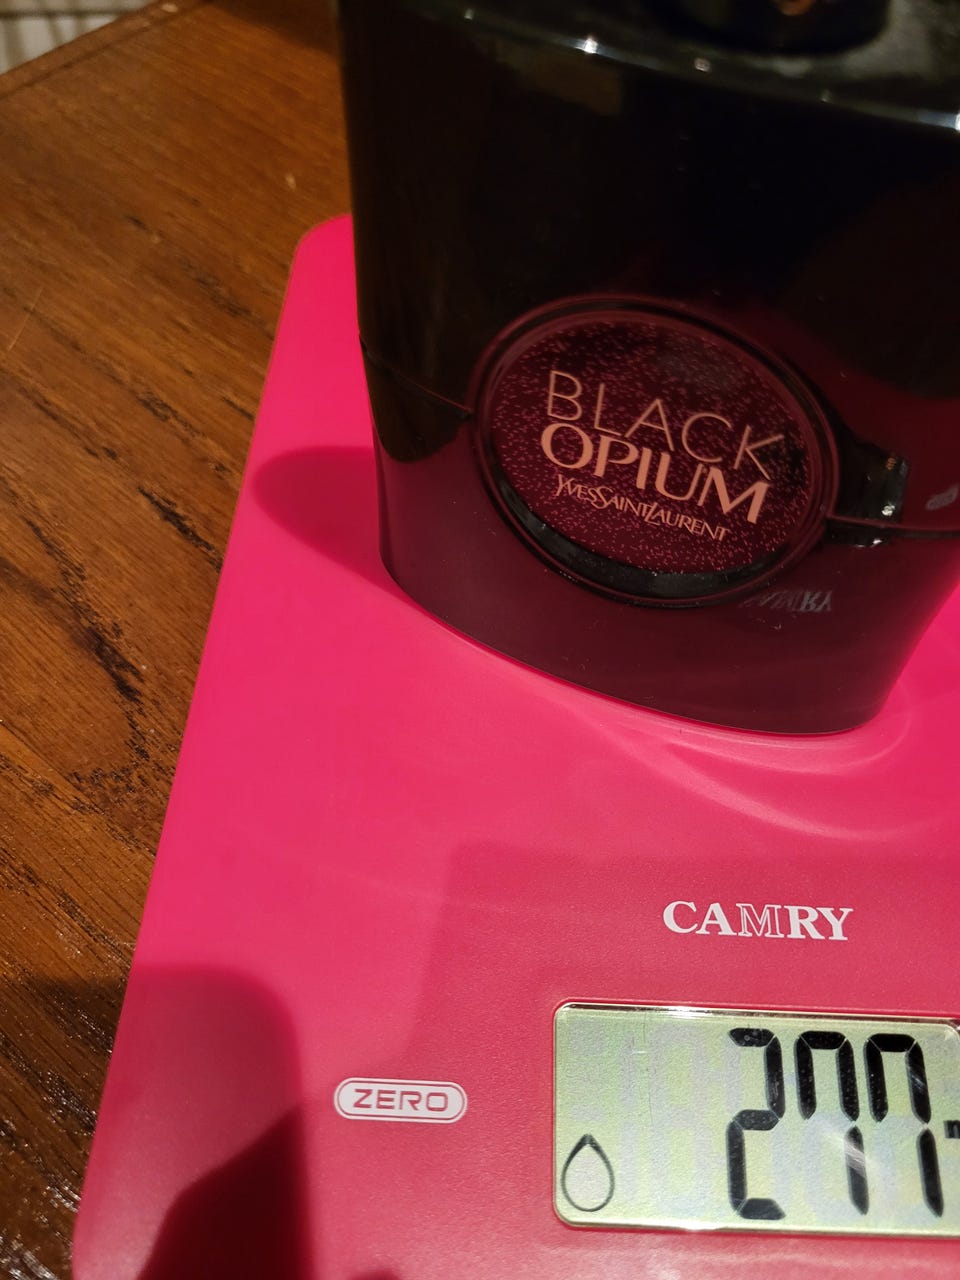 BLACK
OPIUM
YVESSAINTLAURENT
CAMRY
ZERO
277